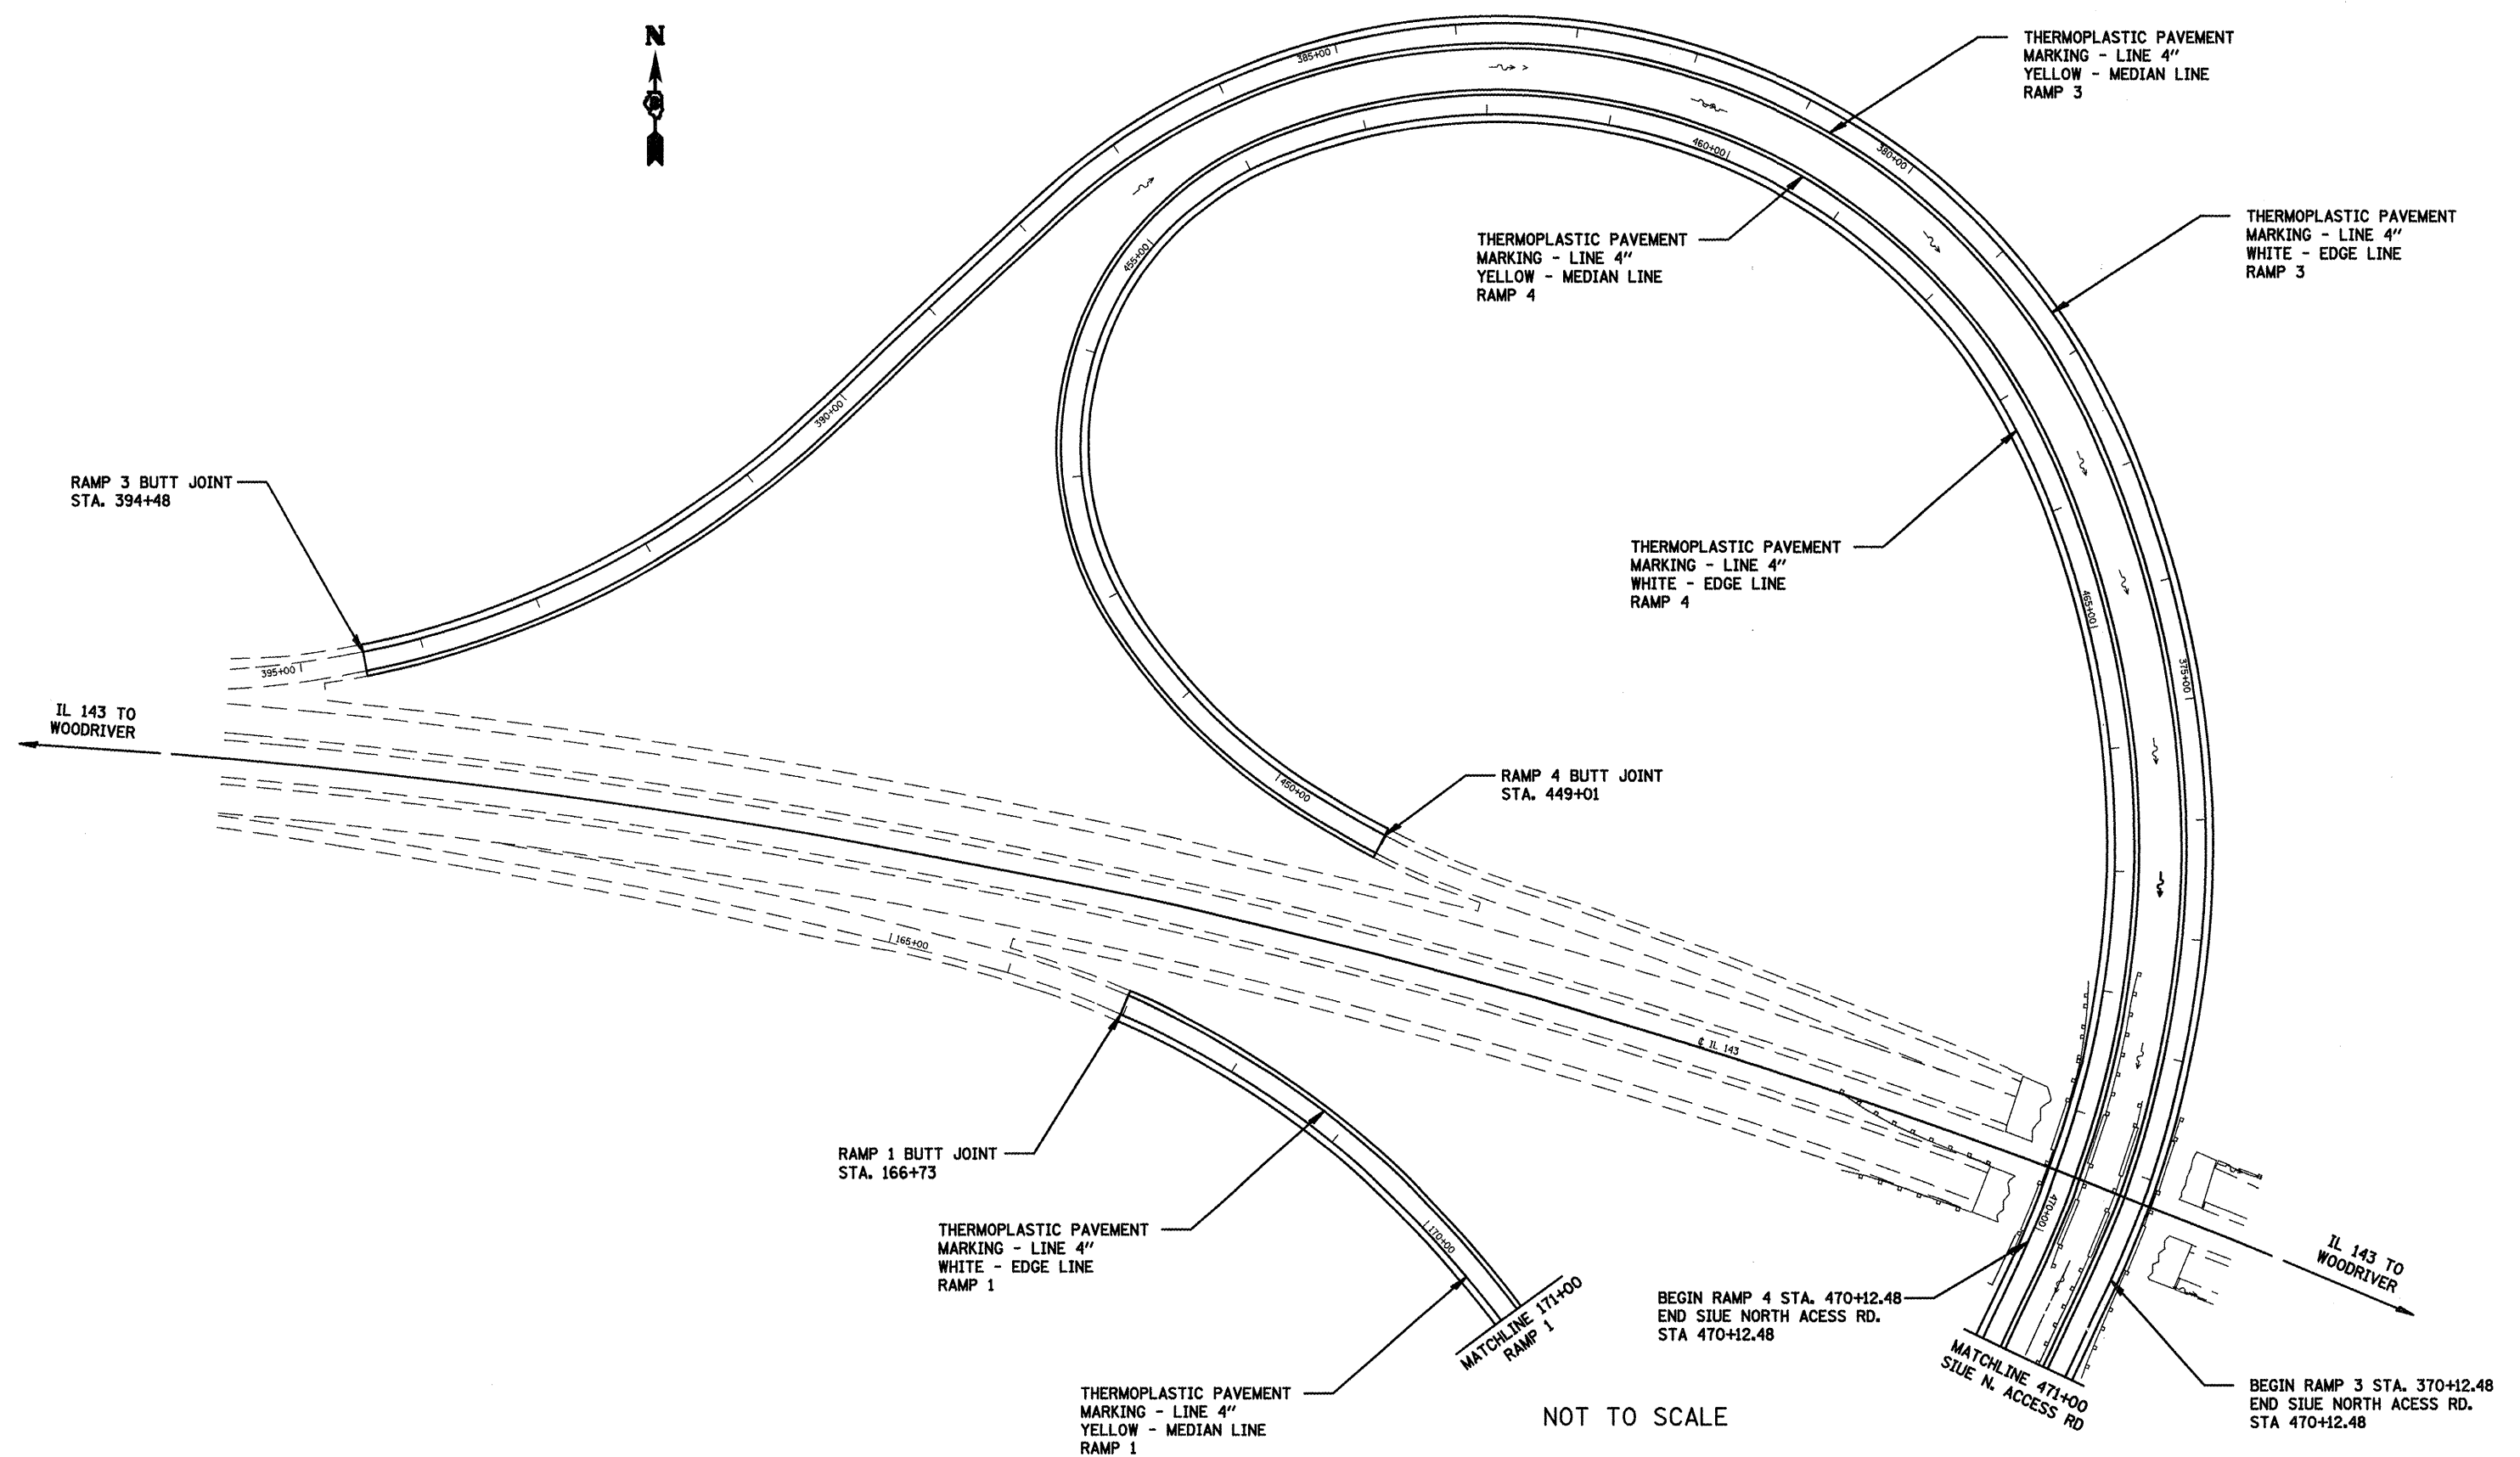 N
385+00
THERMOPLASTIC PAVEMENT
MARKING - LINE 4"
YELLOW - MEDIAN LINE
RAMP 3
380+00
460+00
THERMOPLASTIC PAVEMENT
MARKING - LINE 4"
WHITE - EDGE LINE
RAMP 3
THERMOPLASTIC PAVEMENT
MARKING - LINE 4"
YELLOW - MEDIAN LINE
RAMP 4
455+00
390+00
RAMP 3 BUTT JOINT
STA. 394+48
THERMOPLASTIC PAVEMENT
MARKING - LINE 4"
WHITE - EDGE LINE
RAMP 4
465+00
375+00
395+00
IL 143 TO
WOODRIVER
RAMP 4 BUTT JOINT
STA. 449+01
450+00
165+00
℄ IL 143
RAMP 1 BUTT JOINT
STA. 166+73
THERMOPLASTIC PAVEMENT
MARKING - LINE 4"
WHITE - EDGE LINE
RAMP 1
170+00
470+00
IL 143 TO
WOODRIVER
MATCHLINE 171+00
RAMP 1
BEGIN RAMP 4 STA. 470+12.48
END SIUE NORTH ACESS RD.
STA 470+12.48
MATCHLINE 471+00
SIUE N. ACCESS RD
THERMOPLASTIC PAVEMENT
MARKING - LINE 4"
YELLOW - MEDIAN LINE
RAMP 1
NOT TO SCALE
BEGIN RAMP 3 STA. 370+12.48
END SIUE NORTH ACESS RD.
STA 470+12.48